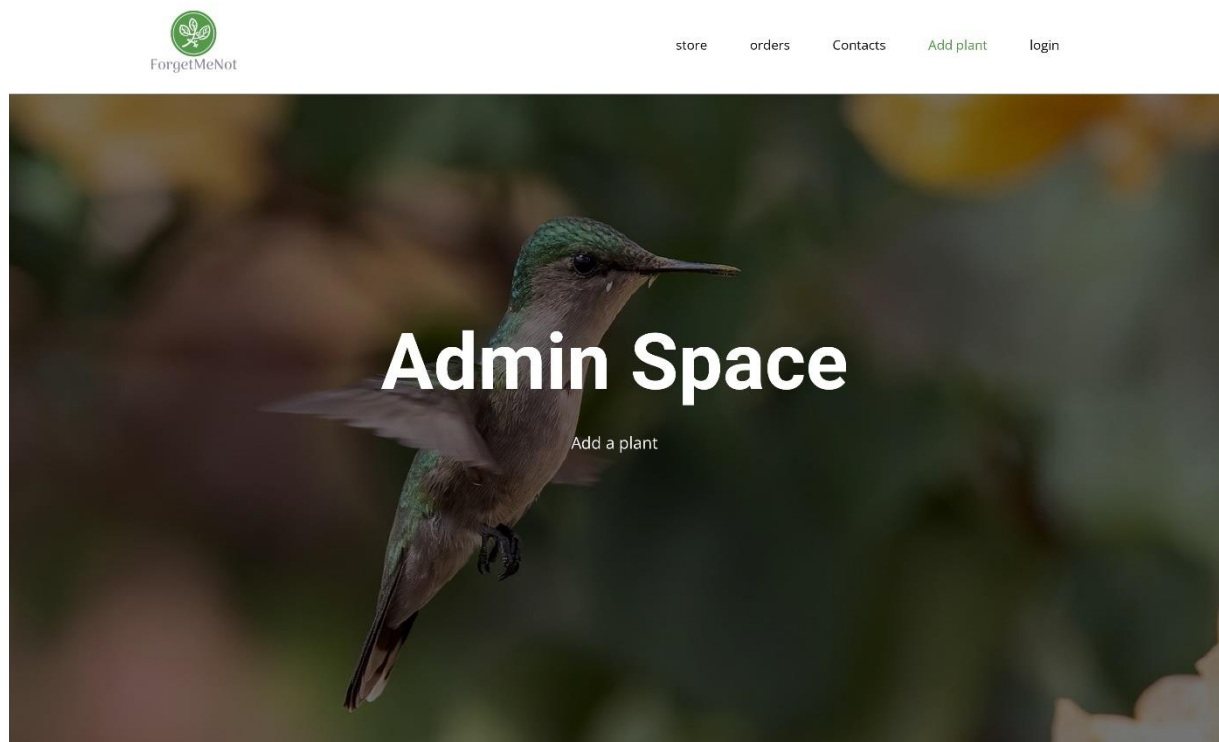 ForgetMeNot
store orders Contacts Add plant login
Admin Space
Add a plant